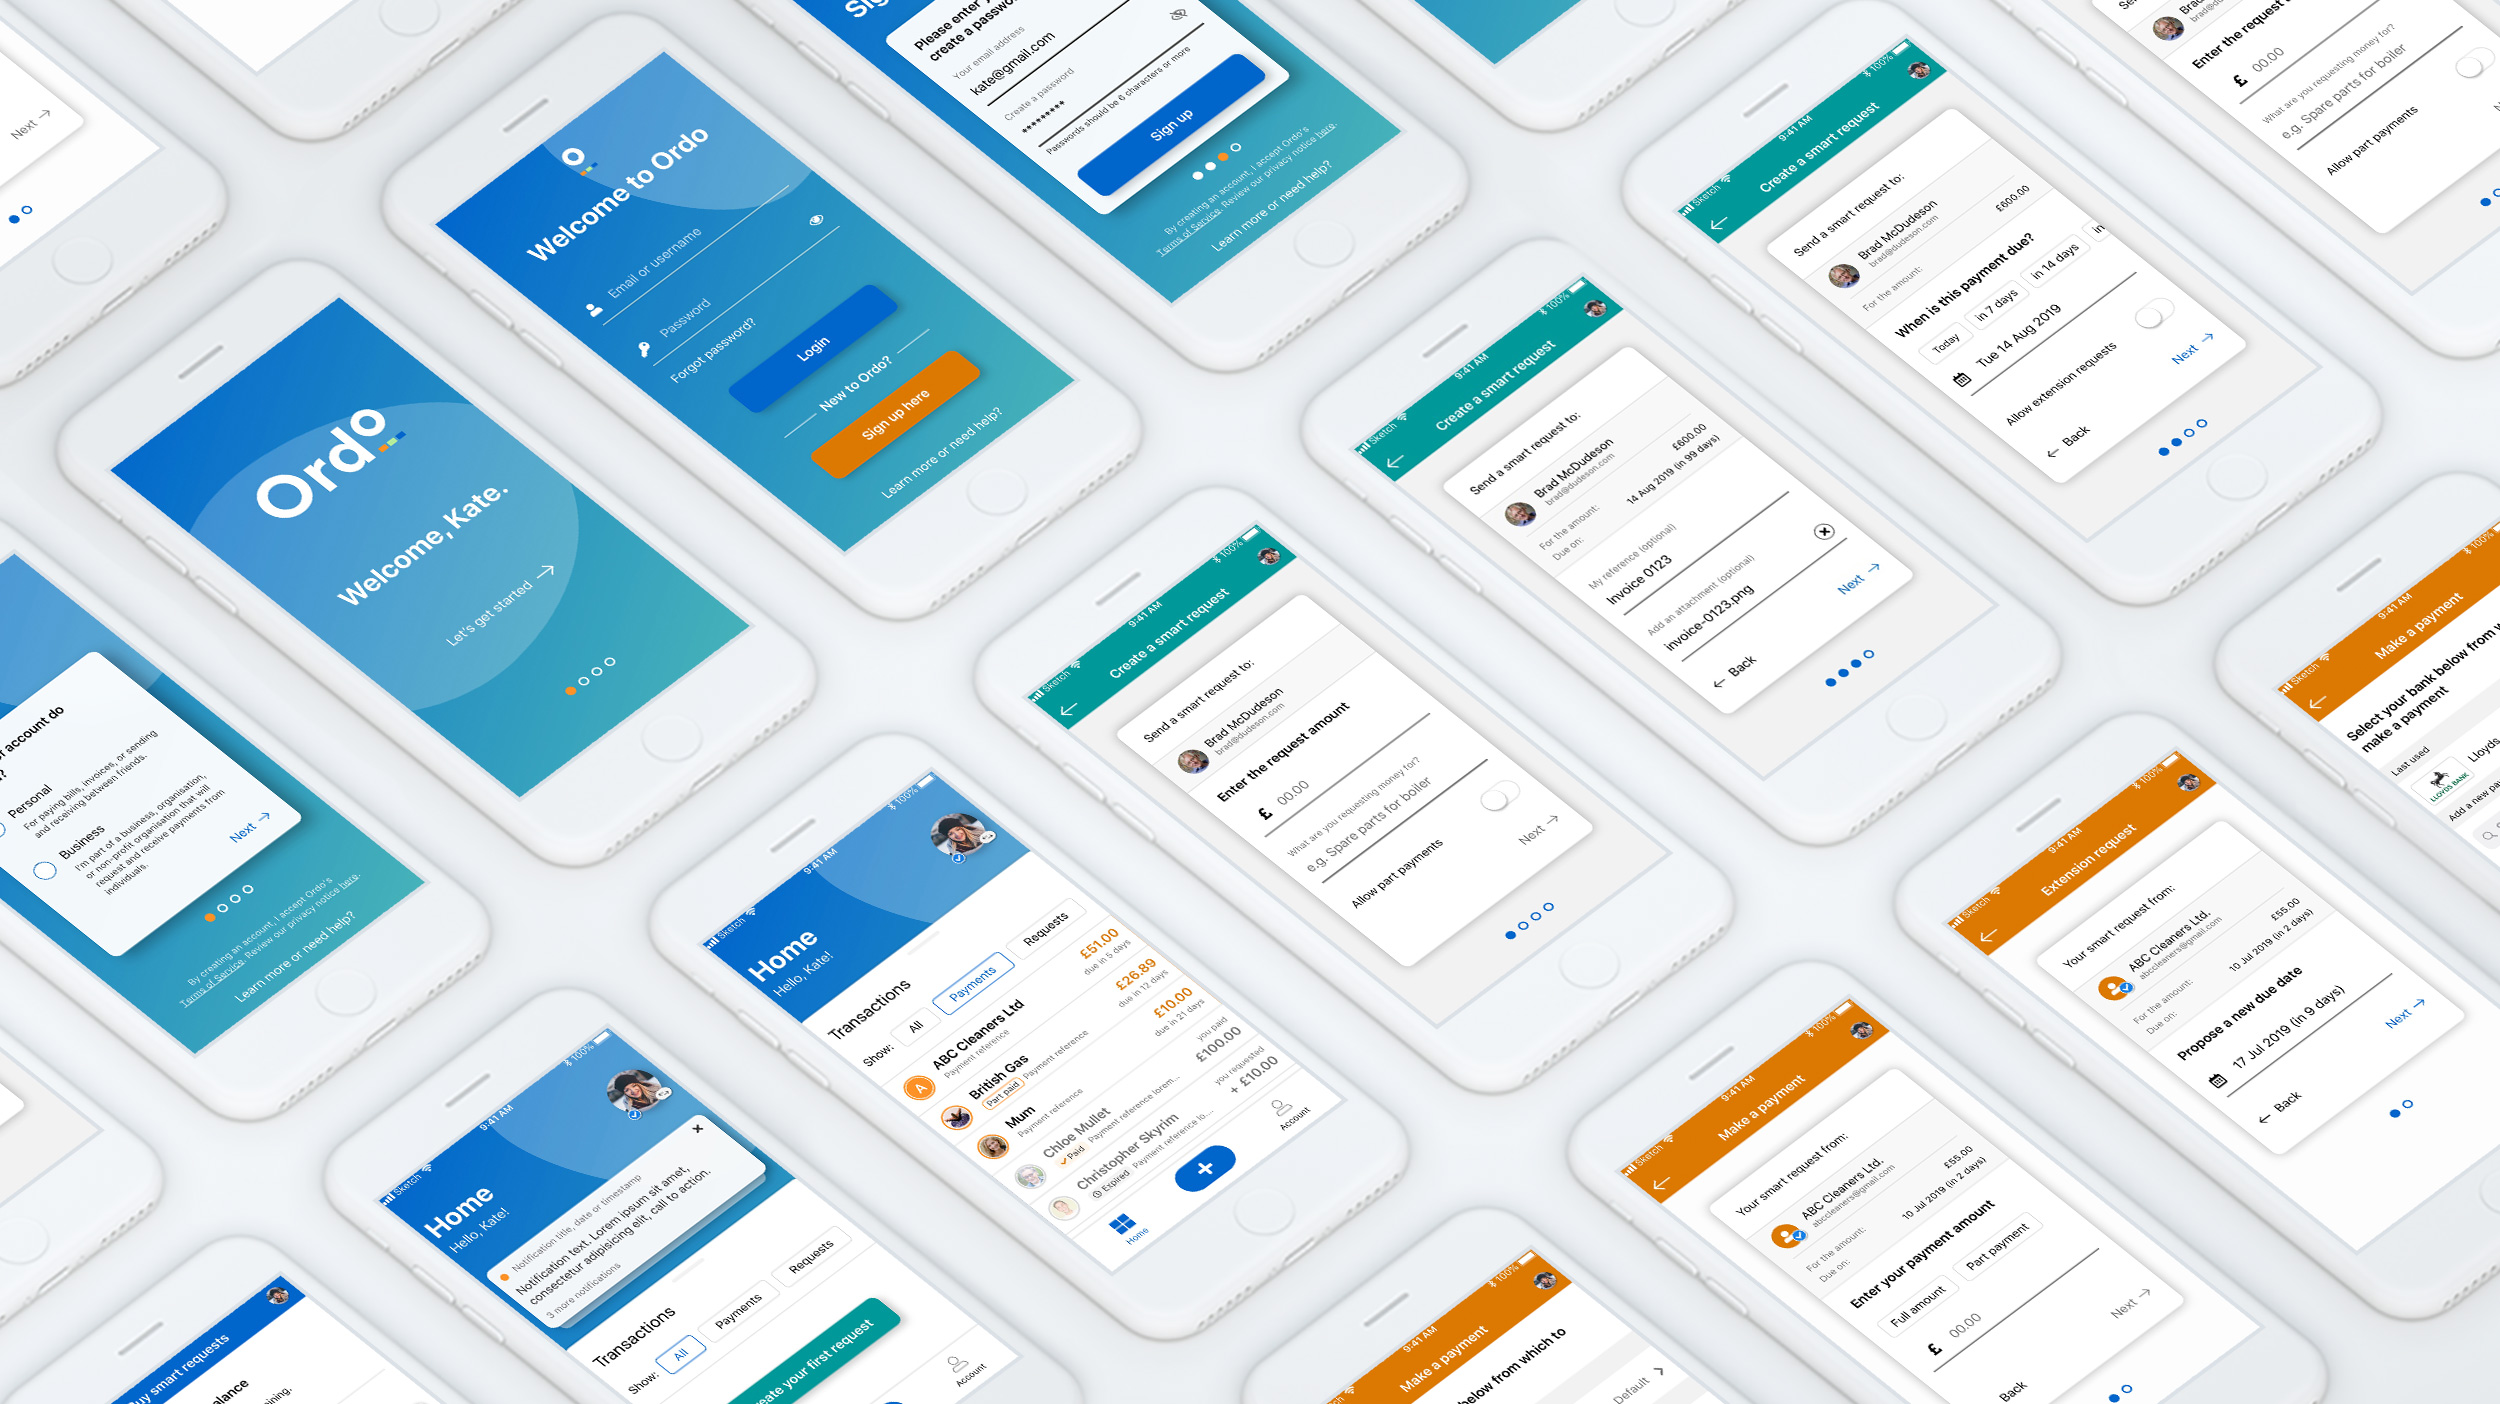 Next →
Ordo
Welcome, Kate.
Let's get started →
Welcome to Ordo
Email or username
Password
Forgot password?
Login
New to Ordo?
Sign up here
Learn more or need help?
Please enter
create a passwo
Your email address
kate@gmail.com
Create a password
*********
Passwords should be 6 characters or more
Sign up
By creating an account, I accept Ordo's
Terms of Service. Review our privacy notice here.
Learn more or need help?
account do
?
Personal
For paying bills, invoices, or sending
and receiving between friends.
Business
I'm part of a business, organisation,
or non-profit organisation that will
request and receive payments from
individuals.
Next →
By creating an account, I accept Ordo's
Terms of Service. Review our privacy notice here.
Learn more or need help?
uy smart requests
alance
ining.
Sketch
9:41 AM
100%
Home
Hello, Kate!
Notification title, date or timestamp
Notification text. Lorem ipsum sit amet,
consectetur adipisicing elit, call to action.
3 more notifications
Transactions
Show:
All
Payments
Requests
reate your first request
Account
Sketch
9:41 AM
100%
Home
Hello, Kate!
Transactions
Show:
All
Payments
Requests
A
ABC Cleaners Ltd
Payment reference
£51.00
due in 5 days
British Gas
Part paid
Payment reference
£26.89
due in 12 days
Mum
Payment reference
£10.00
due in 21 days
Chloe Mullet
Paid
Payment reference lorem...
you paid
£100.00
Christopher Skyrim
Expired
Payment reference lo....
you requested
+ £10.00
Home
+
Account
Sketch
9:41 AM
100%
Create a smart request
Send a smart request to:
Brad McDudeson
brad@dudeson.com
Enter the request amount
£ 00.00
What are you requesting money for?
e.g. Spare parts for boiler
Allow part payments
Next →
Sketch
9:41 AM
100%
Create a smart request
Send a smart request to:
Brad McDudeson
brad@dudeson.com
For the amount:
£600.00
Due on:
14 Aug 2019 (in 99 days)
My reference (optional)
Invoice 0123
Add an attachment (optional)
invoice-0123.png
← Back
Next →
Sketch
9:41 AM
100%
Create a smart request
Send a smart request to:
Brad McDudeson
brad@dudeson.com
For the amount:
£600.00
When is this payment due?
Today
in 7 days
in 14 days
in
Tue 14 Aug 2019
Allow extension requests
← Back
Next →
Sen
Bra
brad
Enter the request
£ 00.00
What are you requesting money for?
e.g. Spare parts for boiler
Allow part payments
Sketch
9:41 AM
100%
Make a payment
Select your bank below from w
make a payment
Last used
LLOYDS BANK
Lloyds
Add a new pa
Sketch
9:41 AM
100%
Extension request
Your smart request from:
ABC Cleaners Ltd.
abccleaners@gmail.com
For the amount:
£55.00
Due on:
10 Jul 2019 (in 2 days)
Propose a new due date
17 Jul 2019 (in 9 days)
← Back
Next →
Sketch
9:41 AM
100%
Make a payment
Your smart request from:
ABC Cleaners Ltd.
abccleaners@gmail.com
For the amount:
£55.00
Due on:
10 Jul 2019 (in 2 days)
Enter your payment amount
Full amount
Part payment
£ 00.00
Back
Next →
9:41 AM
100%
Make a payment
below from which to
Default